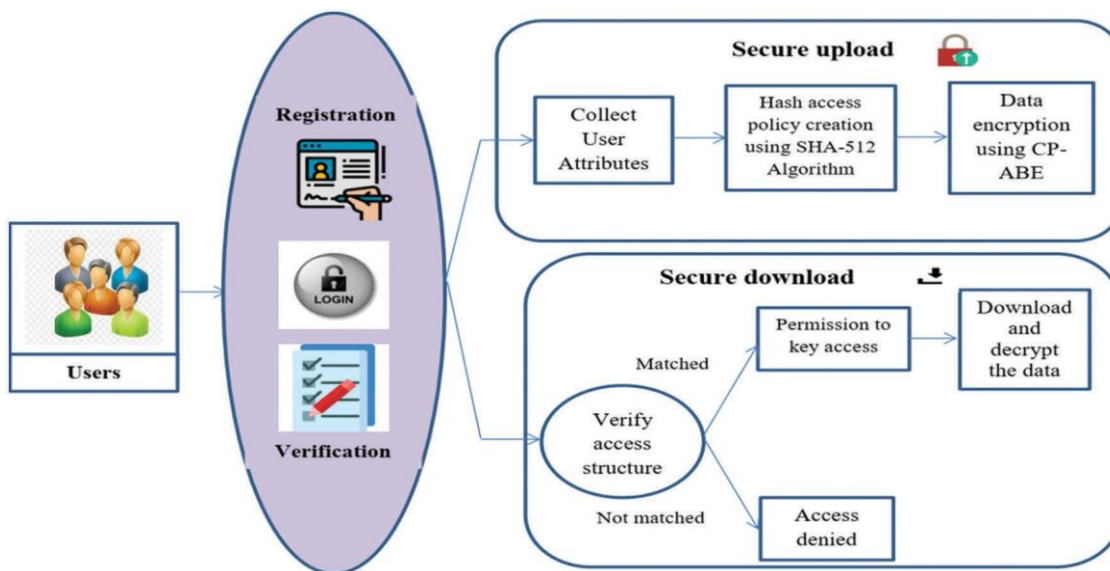 Users
Registration
LOGIN
Verification
Secure upload
Collect
User
Attributes
Hash access
policy creation
using SHA-512
Algorithm
Data
encryption
using CP-
ABE
Secure download
Verify
access
structure
Matched
Not matched
Permission to
key access
Download
and
decrypt
the data
Access
denied